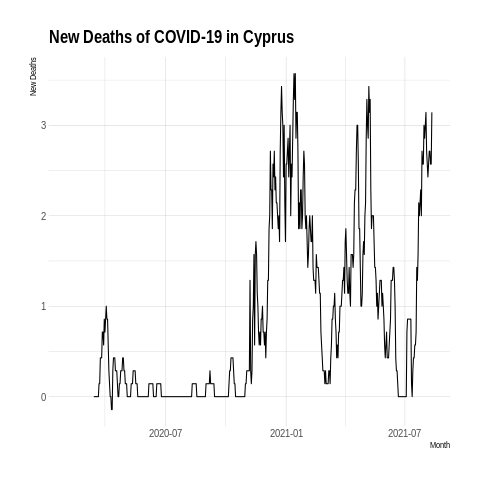 New Deaths of COVID-19 in Cyprus
New Deaths
3
2
1
0
2020-07
2021-01
2021-07
Month